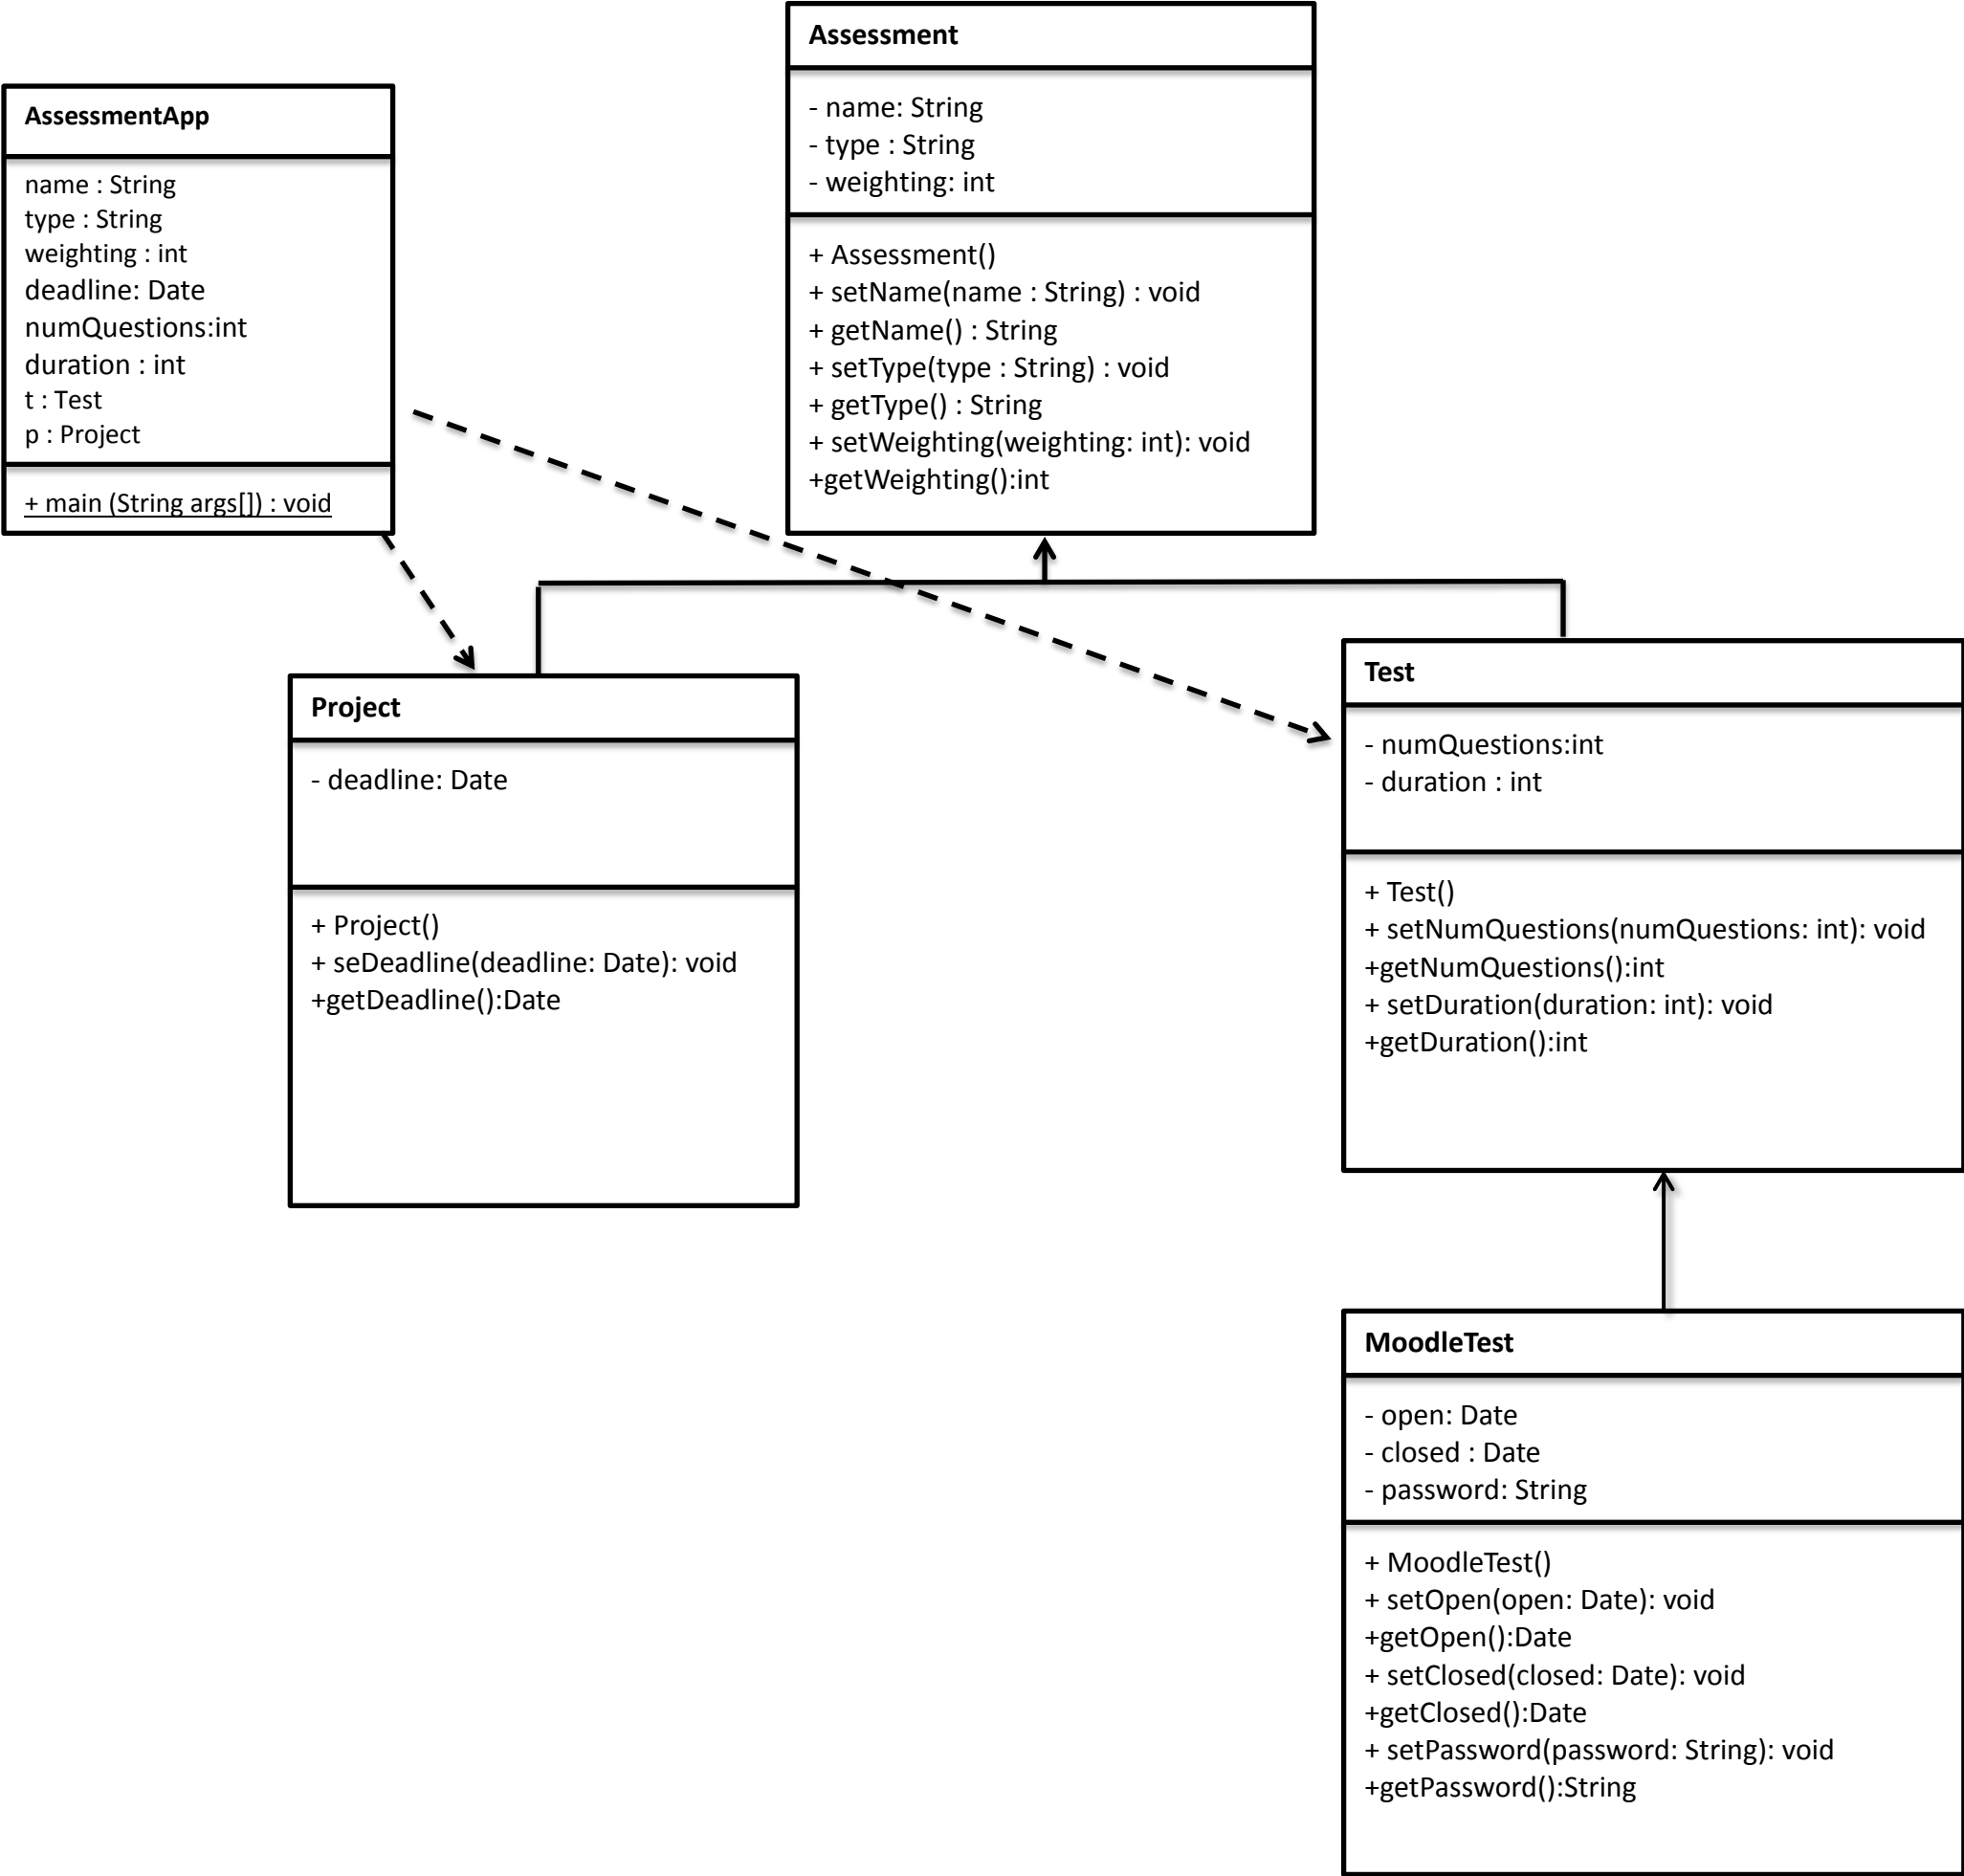 AssessmentApp
name : String
type : String
weighting : int
deadline: Date
numQuestions:int
duration : int
t : Test
p : Project
+ main (String args[]) : void
Assessment
- name: String
- type : String
- weighting: int
+ Assessment()
+ setName(name : String) : void
+ getName() : String
+ setType(type : String) : void
+ getType() : String
+ setWeighting(weighting: int): void
+getWeighting():int
Project
- deadline: Date
+ Project()
+ seDeadline(deadline: Date): void
+getDeadline():Date
Test
- numQuestions:int
- duration : int
+ Test()
+ setNumQuestions(numQuestions: int): void
+getNumQuestions():int
+ setDuration(duration: int): void
+getDuration():int
MoodleTest
- open: Date
- closed : Date
- password: String
+ MoodleTest()
+ setOpen(open: Date): void
+getOpen():Date
+ setClosed(closed: Date): void
+getClosed():Date
+ setPassword(password: String): void
+getPassword():String